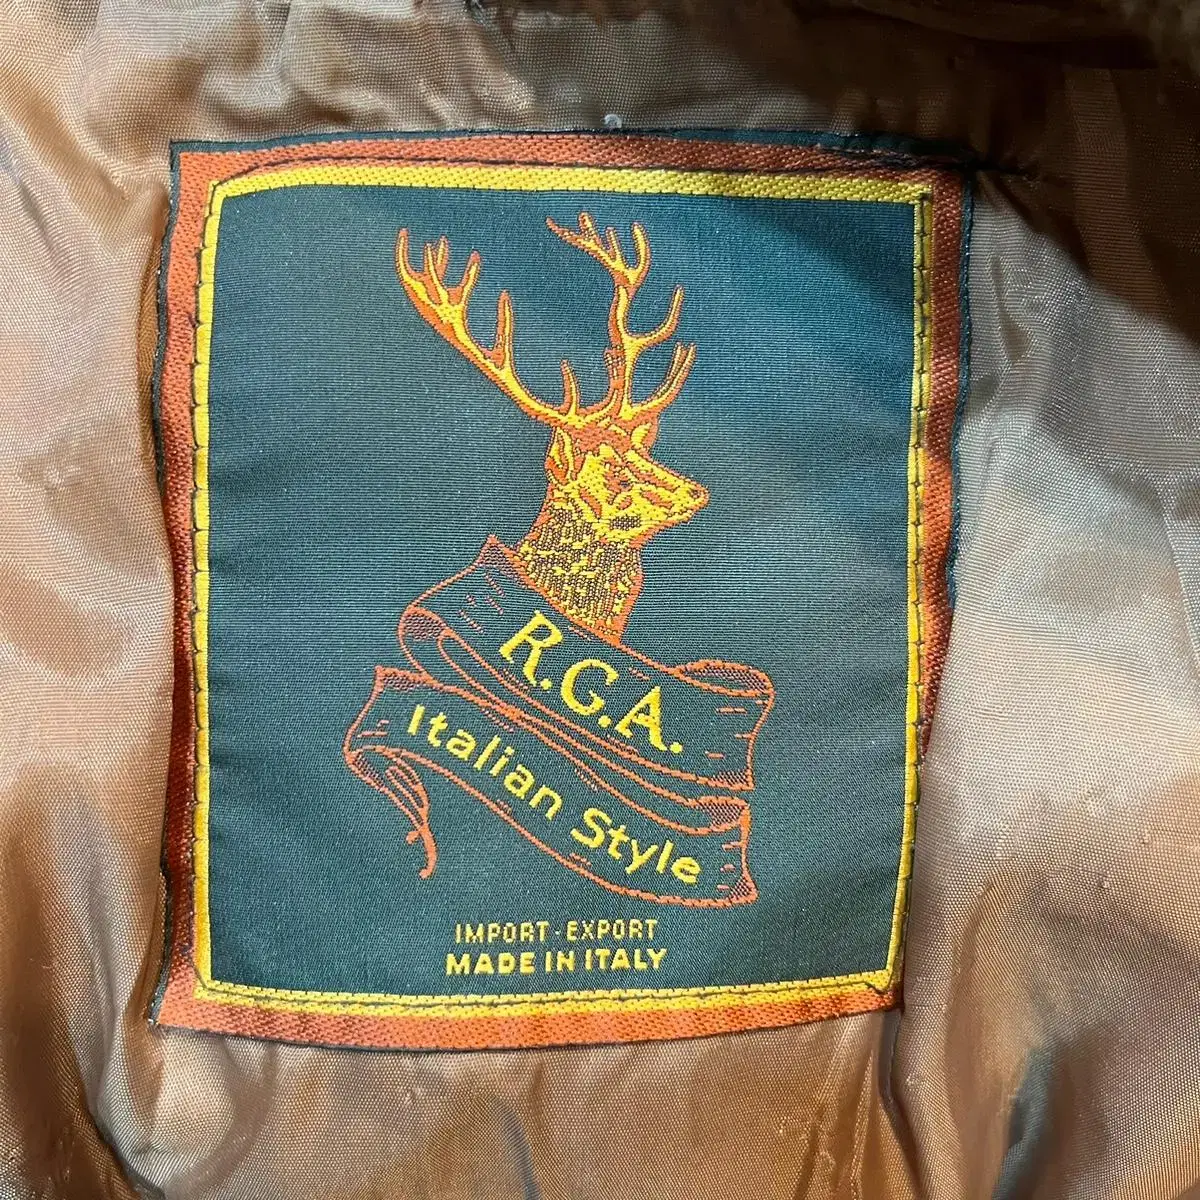 R.G.A.
Italian Style
IMPORT - EXPORT
MADE IN ITALY